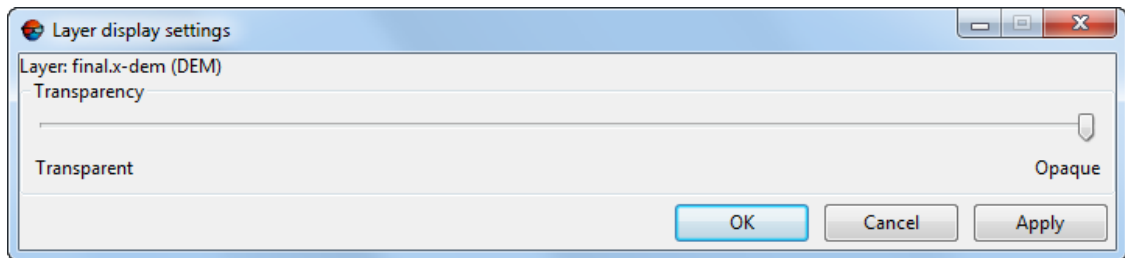 Layer display settings
Layer: final.x-dem (DEM)
Transparency
Transparent Opaque
OK Cancel Apply